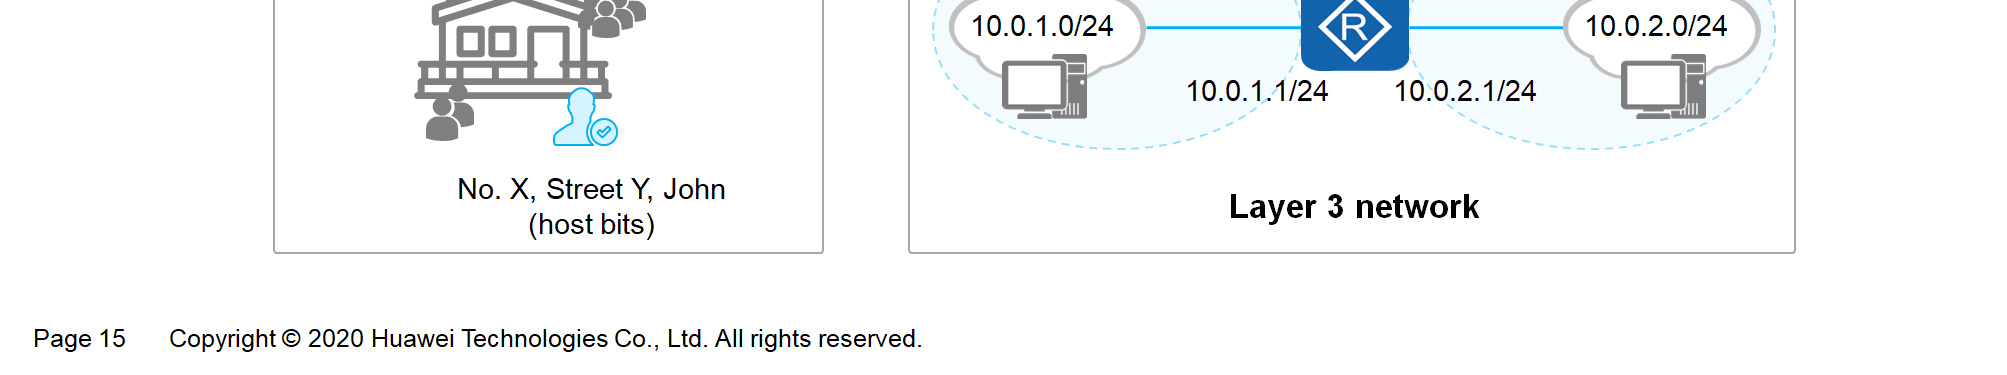 No. X, Street Y, John
(host bits)
10.0.1.0/24
R
10.0.2.0/24
10.0.1.1/24
10.0.2.1/24
Layer 3 network
Page 15
Copyright © 2020 Huawei Technologies Co., Ltd. All rights reserved.